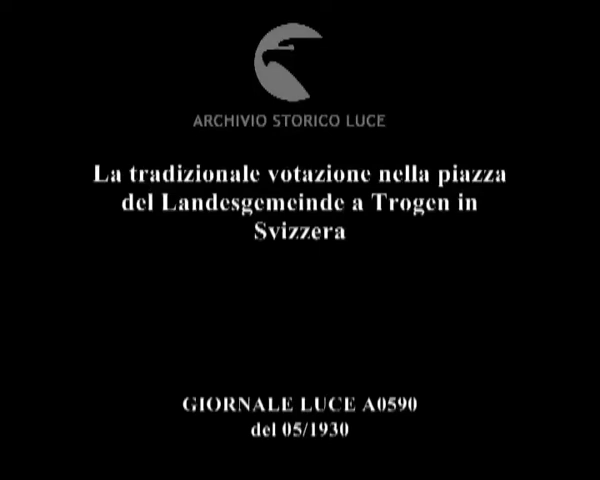 ARCHIVIO STORICO LUCE
La tradizionale votazione nella piazza
del Landesgemeinde a Trogen in
Svizzera
GIORNALE LUCE A0590
del 05/1930